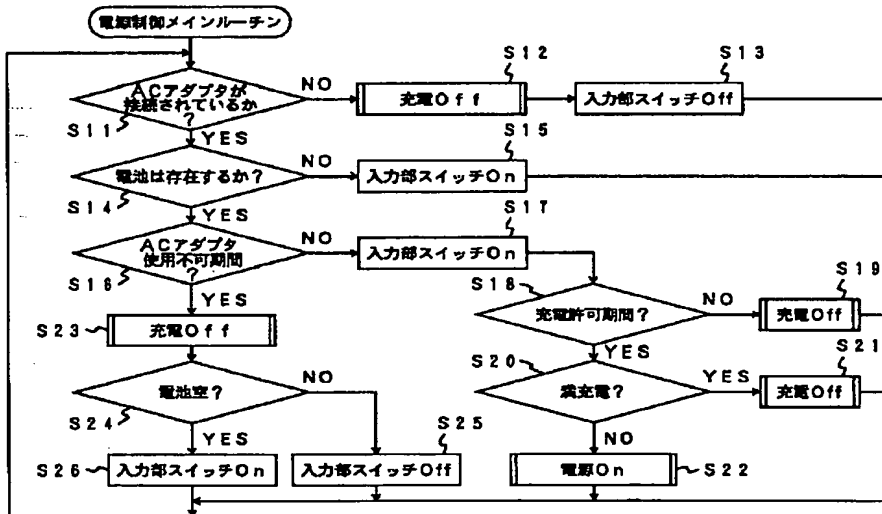 電源制御メインルーチン
ACアダプタが
接続されているか
?
S11
NO
YES
S12
充電Off
S13
入力部スイッチOff
電池は存在するか?
S14
NO
YES
S15
入力部スイッチOn
ACアダプタ
使用不可期間
?
S16
NO
YES
S17
入力部スイッチOn
S18
充電許可期間?
NO
YES
S19
充電Off
S20
満充電?
YES
NO
S21
充電Off
電源On
S22
S23
充電Off
電池空?
S24
NO
YES
S25
入力部スイッチOff
S26
入力部スイッチOn